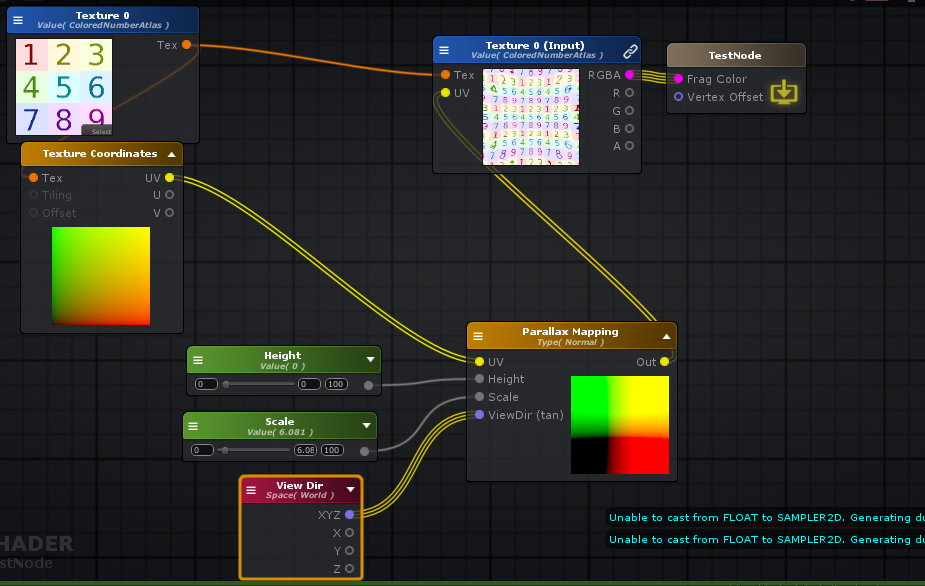 Texture 0
Value( ColoredNumberAtlas )
Tex
1 2 3
4 5 6
7 8 9
Select
Texture 0 (Input)
Value( ColoredNumberAtlas )
Tex
UV
RGBA
R
G
B
A
TestNode
Frag Color
Vertex Offset
Texture Coordinates
Tex
UV
Tiling
U
Offset
V
Height
Value( 0 )
0
0
100
Scale
Value( 6.081 )
0
6.08
100
Parallax Mapping
Type( Normal )
UV
Out
Height
Scale
ViewDir (tan)
View Dir
Space( World )
XYZ
X
Y
Z
Unable to cast from FLOAT to SAMPLER2D. Generating du
Unable to cast from FLOAT to SAMPLER2D. Generating du
HADER
stNode